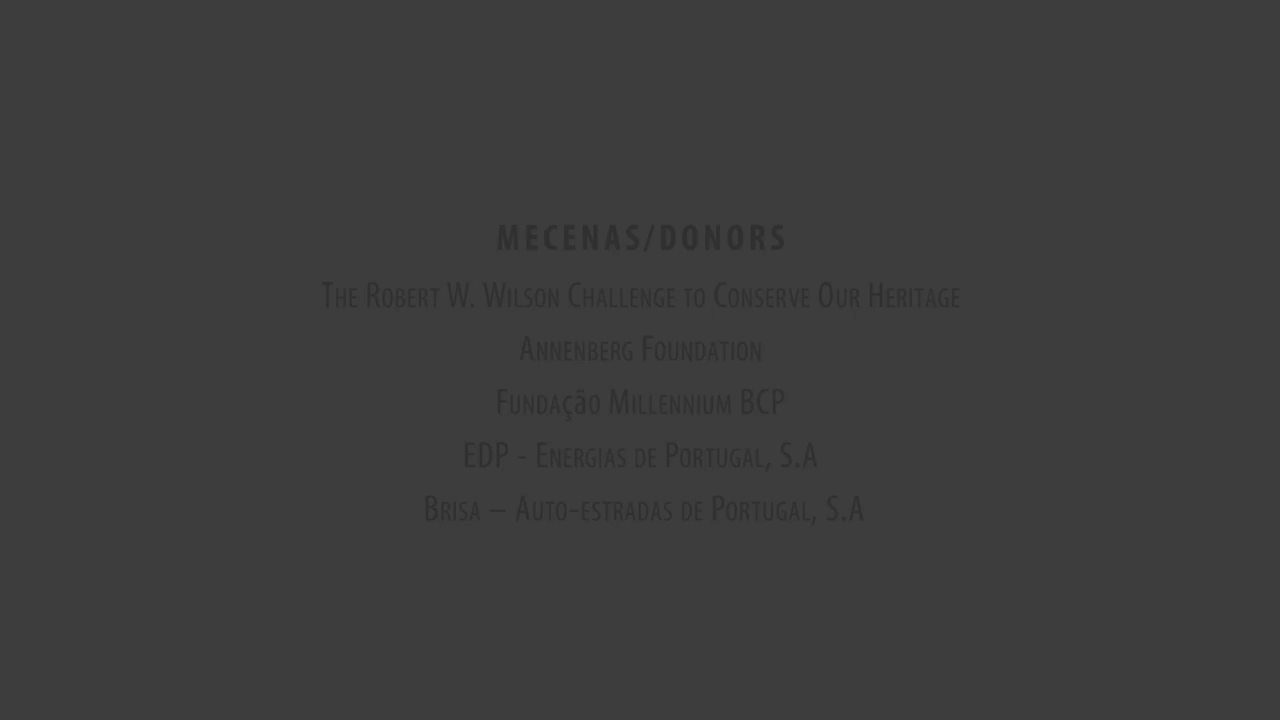 MECENAS/DONORS
The Robert W. Wilson Challenge to Conserve Our Heritage
Annenberg Foundation
Fundação Millennium BCP
EDP - Energias de Portugal, S.A
Brisa – Auto-estradas de Portugal, S.A